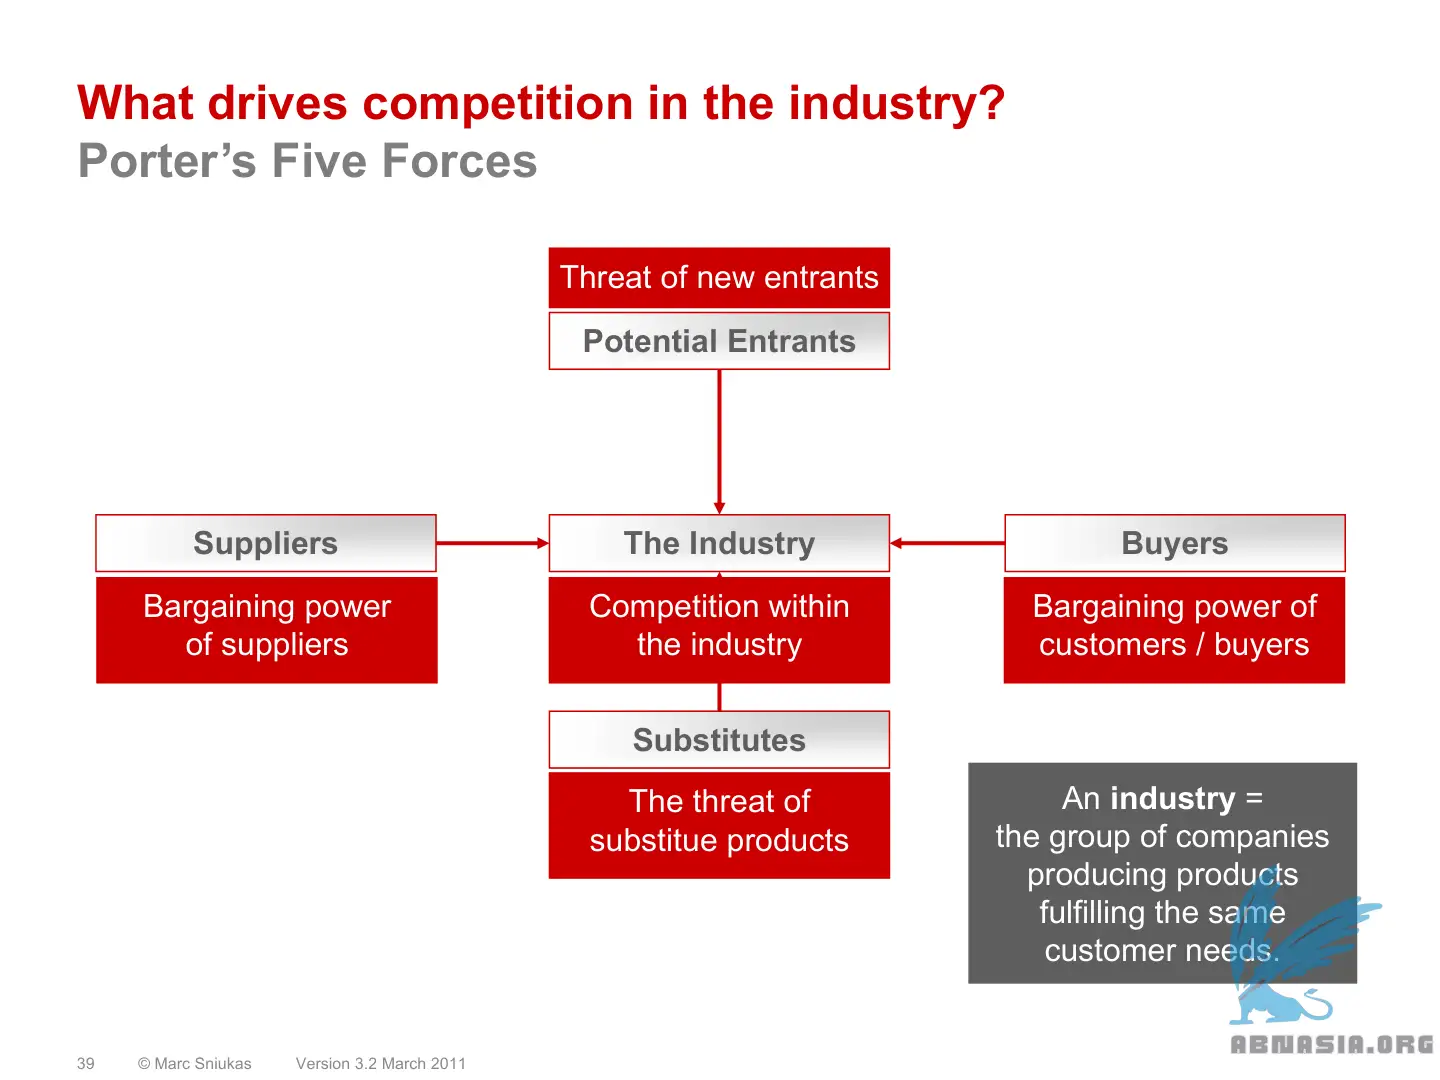 What drives competition in the industry?
Porter’s Five Forces
Threat of new entrants
Potential Entrants
Suppliers
The Industry
Buyers
Bargaining power
of suppliers
Competition within
the industry
Bargaining power of
customers / buyers
Substitutes
The threat of
substitue products
An industry =
the group of companies
producing products
fulfilling the same
customer needs.
39 © Marc Sniukas Version 3.2 March 2011
ABNASIA.ORG